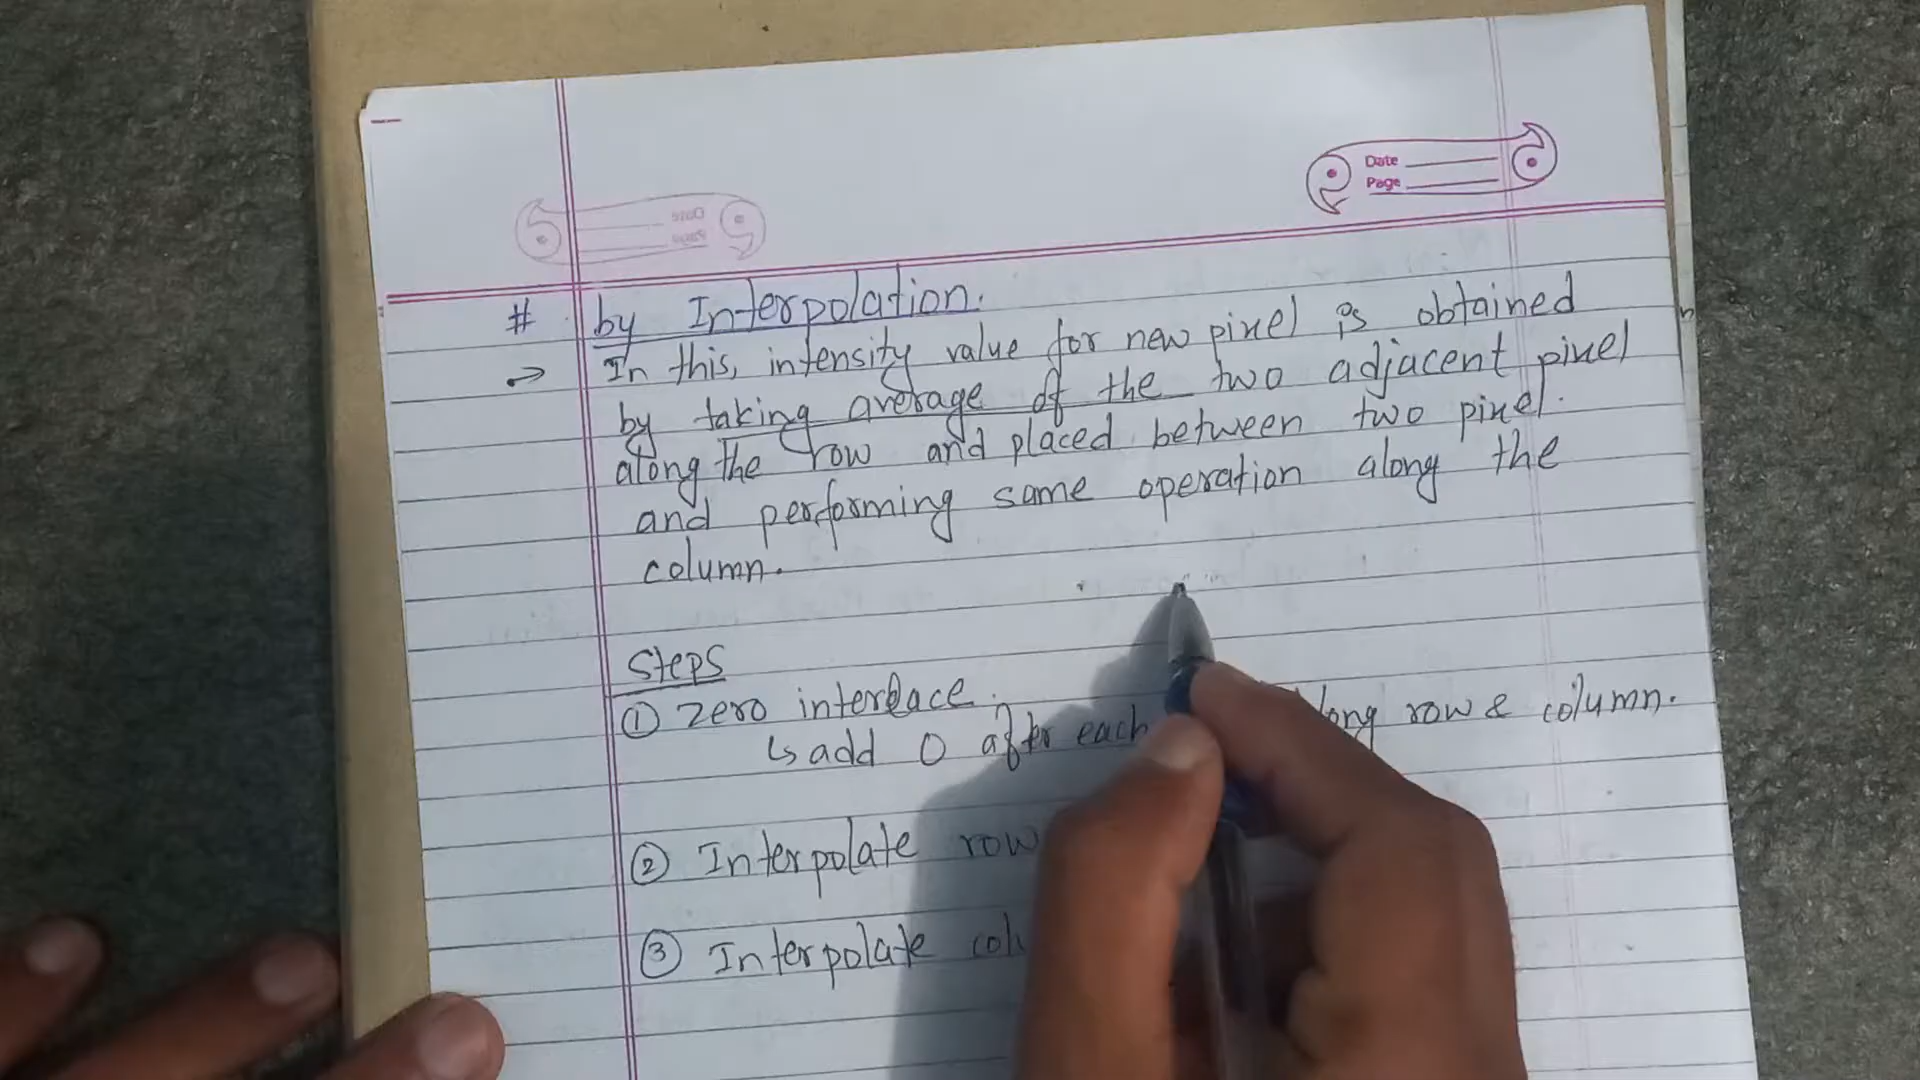 Date
Page
# by Interpolation.
→ In this, intensity value for new pixel is obtained
by taking average of the two adjacent pixel
along the row and placed between two pixel.
and performing same operation along the
column.
Steps
① Zero interlace.
↳ add 0 after each along row & column.
② Interpolate row
③ Interpolate